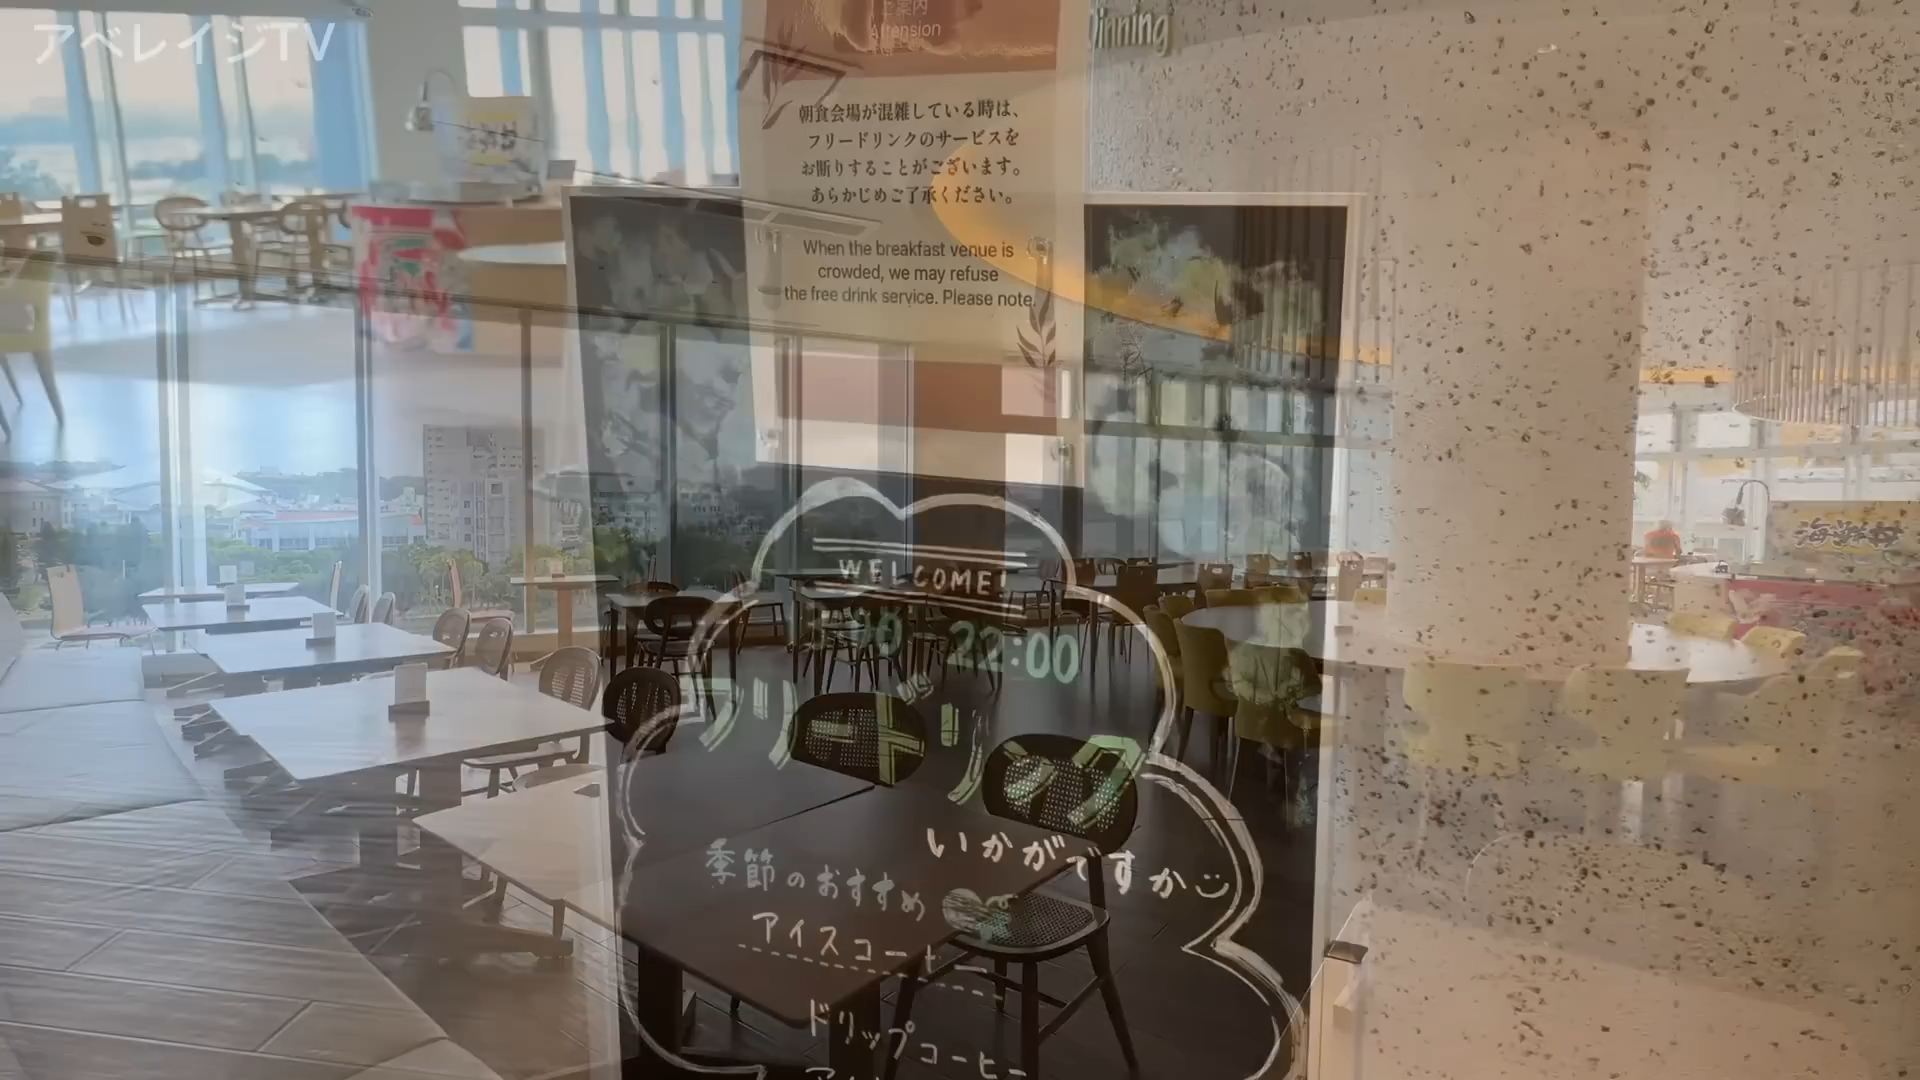 アベレイジTV
ご案内
Attension
Dinning
朝食会場が混雑している時は、
フリードリンクのサービスを
お断りすることがございます。
あらかじめご了承ください。
When the breakfast venue is
crowded, we may refuse
the free drink service. Please note.
WELCOME!
22:00
フリードリンク
いかがですか
季節のおすすめ
アイスコーヒー
ドリップコーヒー